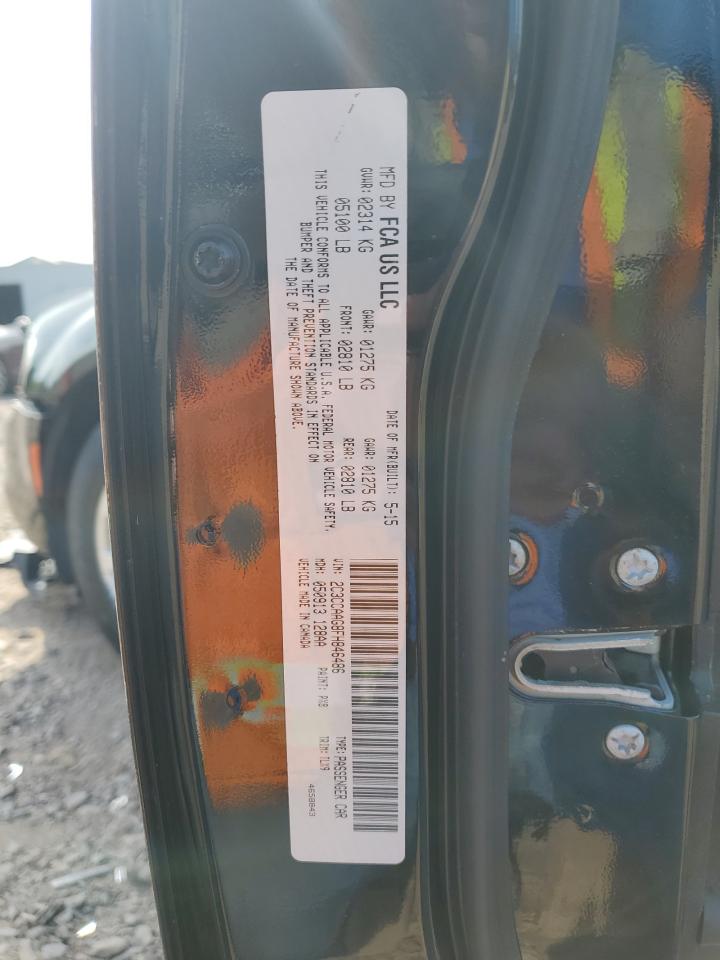 MFD BY FCA US LLC
DATE OF MFR(BUILT): 5-15
GVWR: 02314 KG
GAWR: 01275 KG
GAWR: 01275 KG
05100 LB
FRONT: 02810 LB
REAR: 02810 LB
THIS VEHICLE CONFORMS TO ALL APPLICABLE U.S.A. FEDERAL MOTOR VEHICLE SAFETY,
BUMPER AND THEFT PREVENTION STANDARDS IN EFFECT ON
THE DATE OF MANUFACTURE SHOWN ABOVE.
VIN: 2C3CCAAG8FH846486
TYPE: PASSENGER CAR
MDH: 050913 128AA
PAINT: PX8
TRIM: TLX9
VEHICLE MADE IN CANADA
4658843